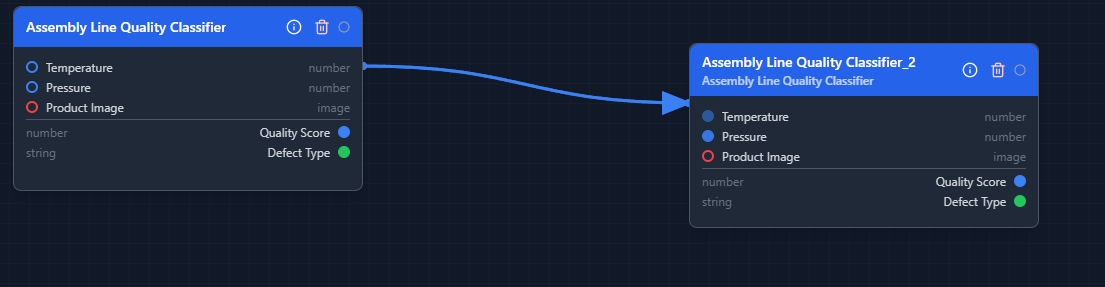 Assembly Line Quality Classifier
Temperature number
Pressure number
Product Image image
number Quality Score
string Defect Type
Assembly Line Quality Classifier_2
Assembly Line Quality Classifier
Temperature number
Pressure number
Product Image image
number Quality Score
string Defect Type